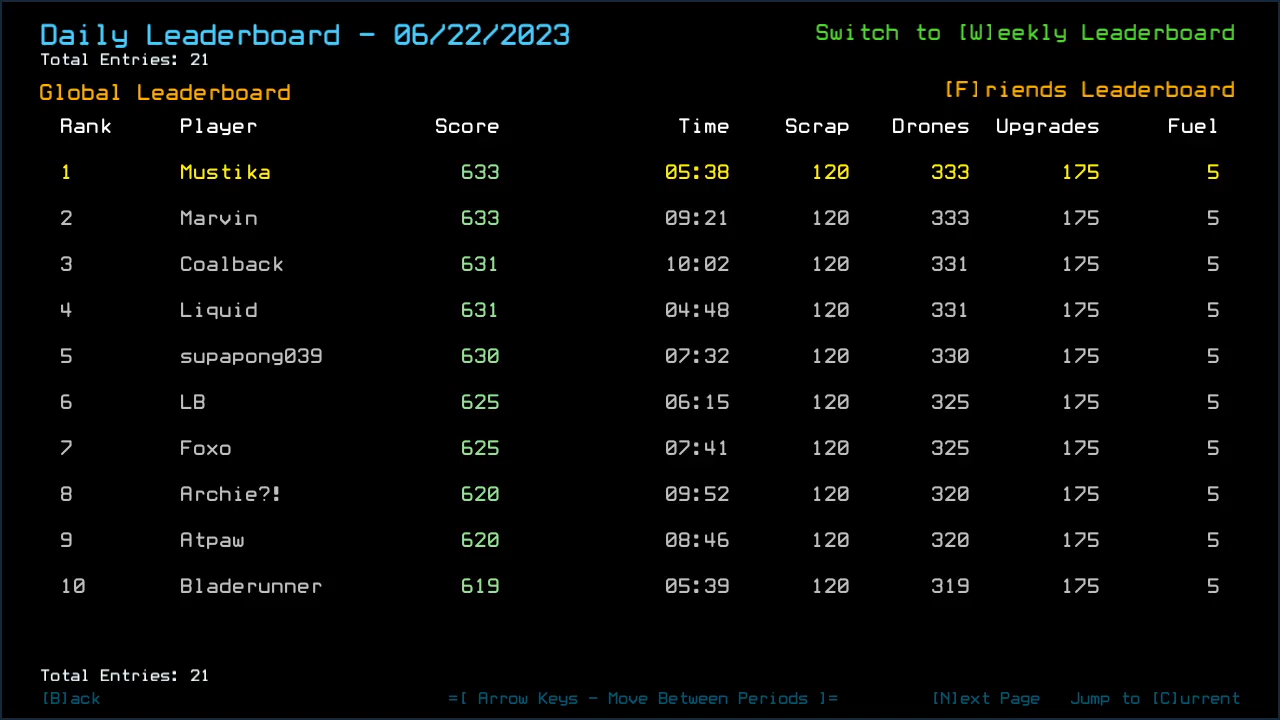 Daily Leaderboard - 06/22/2023 Switch to [W]eekly Leaderboard
Total Entries: 21
Global Leaderboard [F]riends Leaderboard
Rank Player Score Time Scrap Drones Upgrades Fuel
1 Mustika 633 05:38 120 333 175 5
2 Marvin 633 09:21 120 333 175 5
3 Coalback 631 10:02 120 331 175 5
4 Liquid 631 04:48 120 331 175 5
5 supapong039 630 07:32 120 330 175 5
6 LB 625 06:15 120 325 175 5
7 Foxo 625 07:41 120 325 175 5
8 Archie?! 620 09:52 120 320 175 5
9 Atpaw 620 08:46 120 320 175 5
10 Bladerunner 619 05:39 120 319 175 5
Total Entries: 21
[B]ack =[ Arrow Keys - Move Between Periods ]= [N]ext Page Jump to [C]urrent